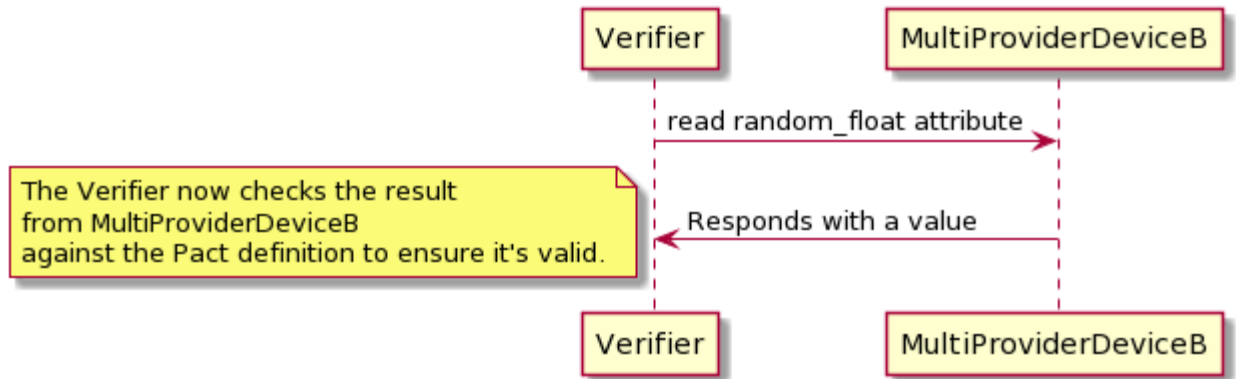 Verifier
MultiProviderDeviceB
read random_float attribute
The Verifier now checks the result
from MultiProviderDeviceB
against the Pact definition to ensure it's valid.
Responds with a value
Verifier
MultiProviderDeviceB